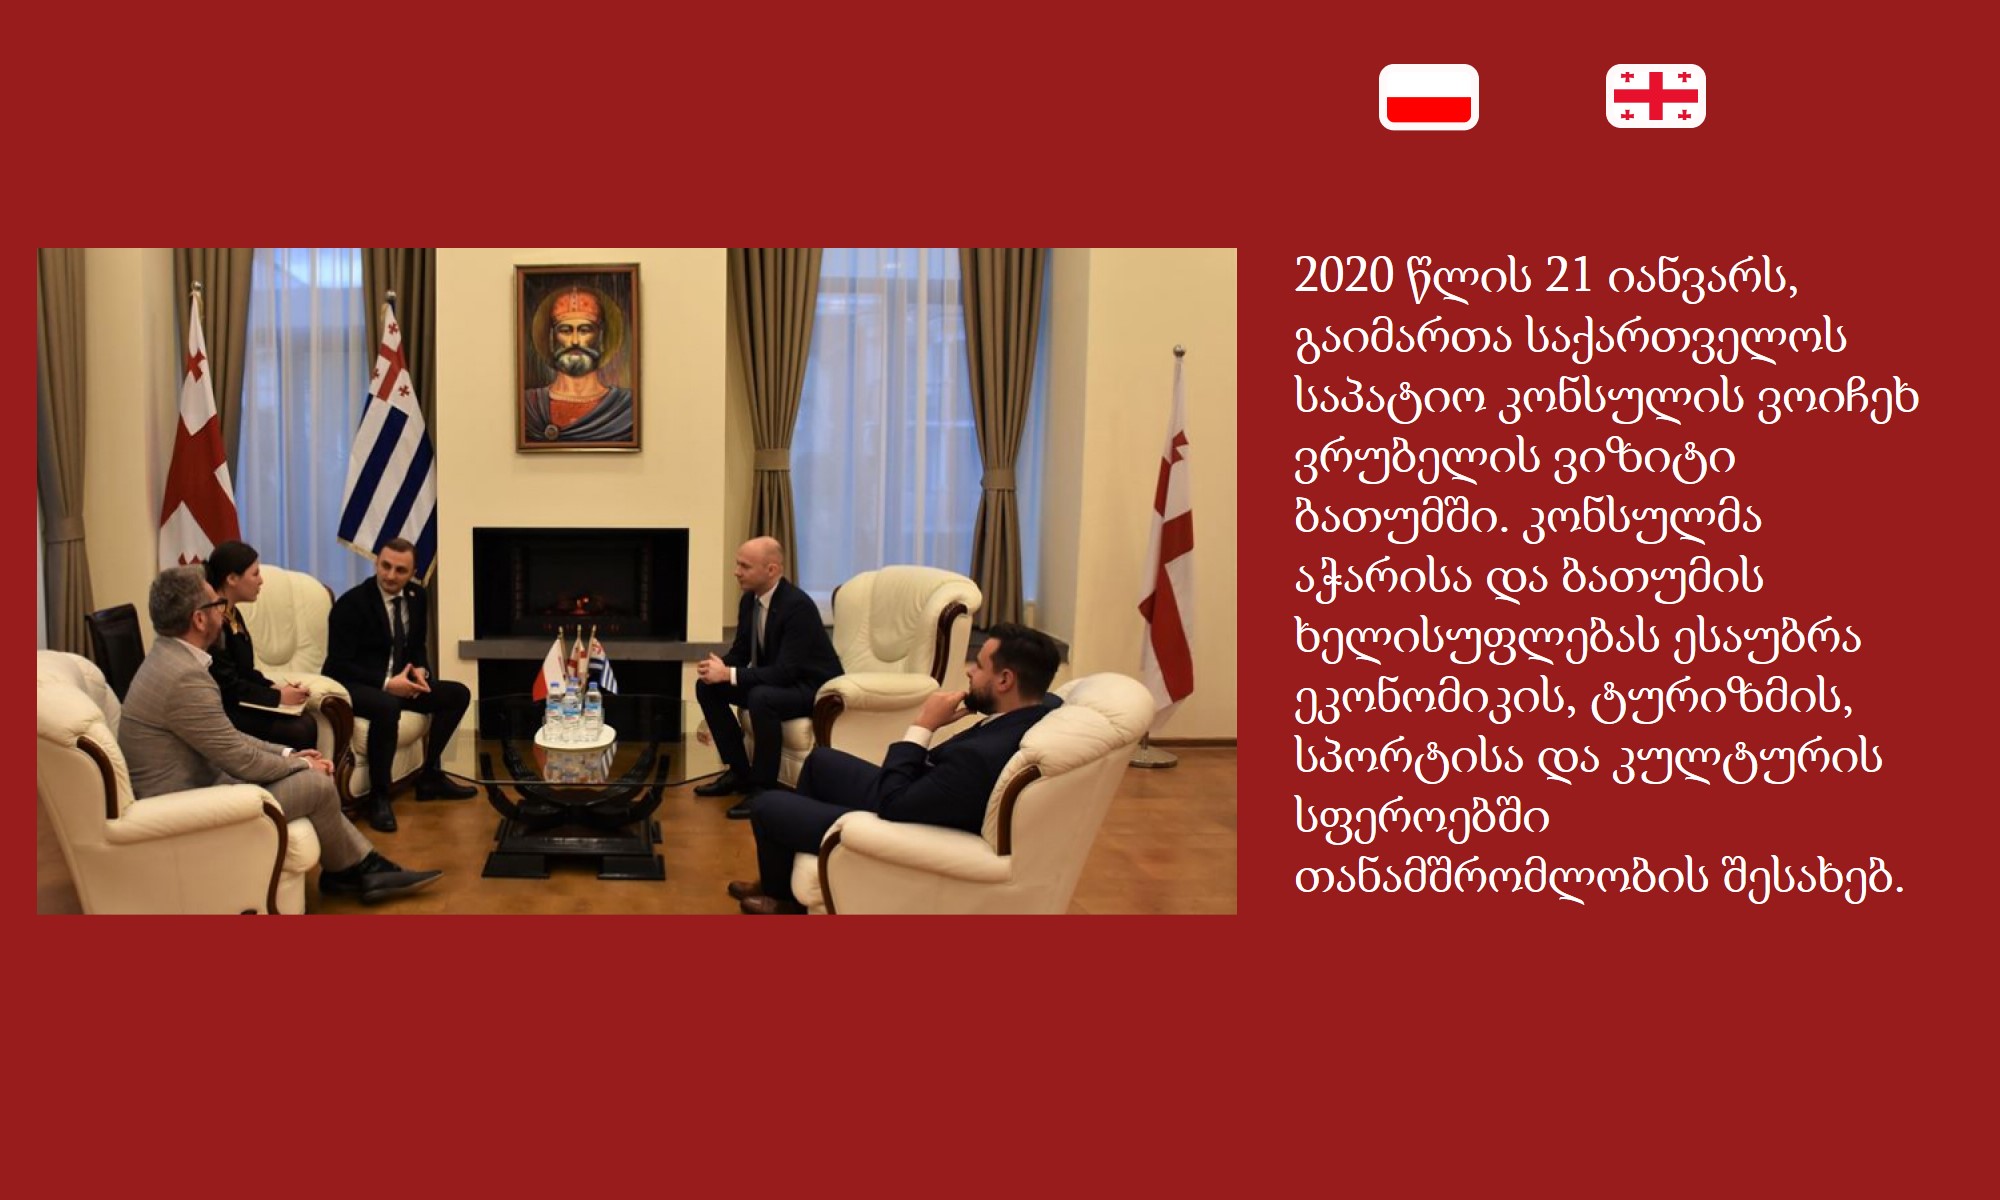 2020 წლის 21 იანვარს,
გაიმართა საქართველოს
საპატიო კონსულის ვოიჩეხ
ვრუბელის ვიზიტი
ბათუმში. კონსულმა
აჭარისა და ბათუმის
ხელისუფლებას ესაუბრა
ეკონომიკის, ტურიზმის,
სპორტისა და კულტურის
სფეროებში
თანამშრომლობის შესახებ.